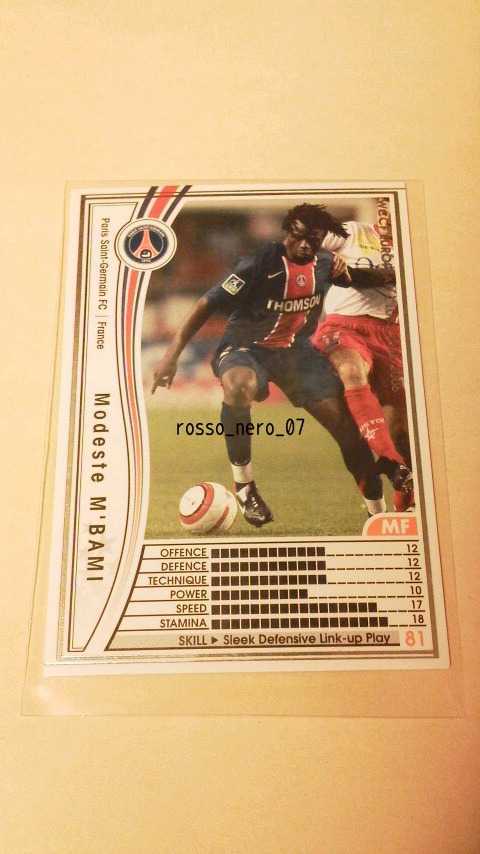 Paris Saint-Germain FC | France
Modeste M'BAMI
THOMSON
rosso_nero_07
MF
OFFENCE 12
DEFENCE 12
TECHNIQUE 12
POWER 10
SPEED 17
STAMINA 18
SKILL ▶ Sleek Defensive Link-up Play 81